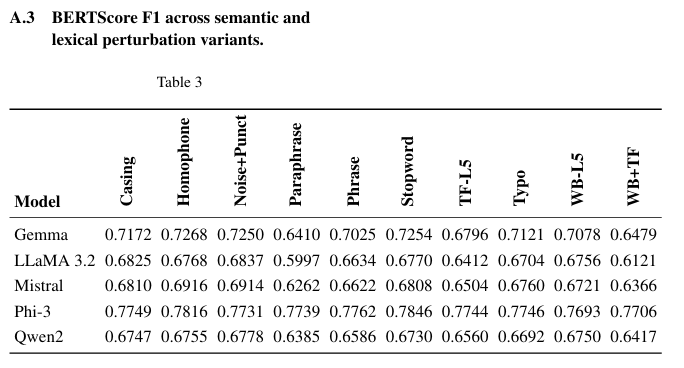 A.3 BERTScore F1 across semantic and
lexical perturbation variants.
Table 3
Model Casing Homophone Noise+Punct Paraphrase Phrase Stopword TF-L5 Typo WB-L5 WB+TF
Gemma 0.7172 0.7268 0.7250 0.6410 0.7025 0.7254 0.6796 0.7121 0.7078 0.6479
LLaMA 3.2 0.6825 0.6768 0.6837 0.5997 0.6634 0.6770 0.6412 0.6704 0.6756 0.6121
Mistral 0.6810 0.6916 0.6914 0.6262 0.6622 0.6808 0.6504 0.6760 0.6721 0.6366
Phi-3 0.7749 0.7816 0.7731 0.7739 0.7762 0.7846 0.7744 0.7746 0.7693 0.7706
Qwen2 0.6747 0.6755 0.6778 0.6385 0.6586 0.6730 0.6560 0.6692 0.6750 0.6417